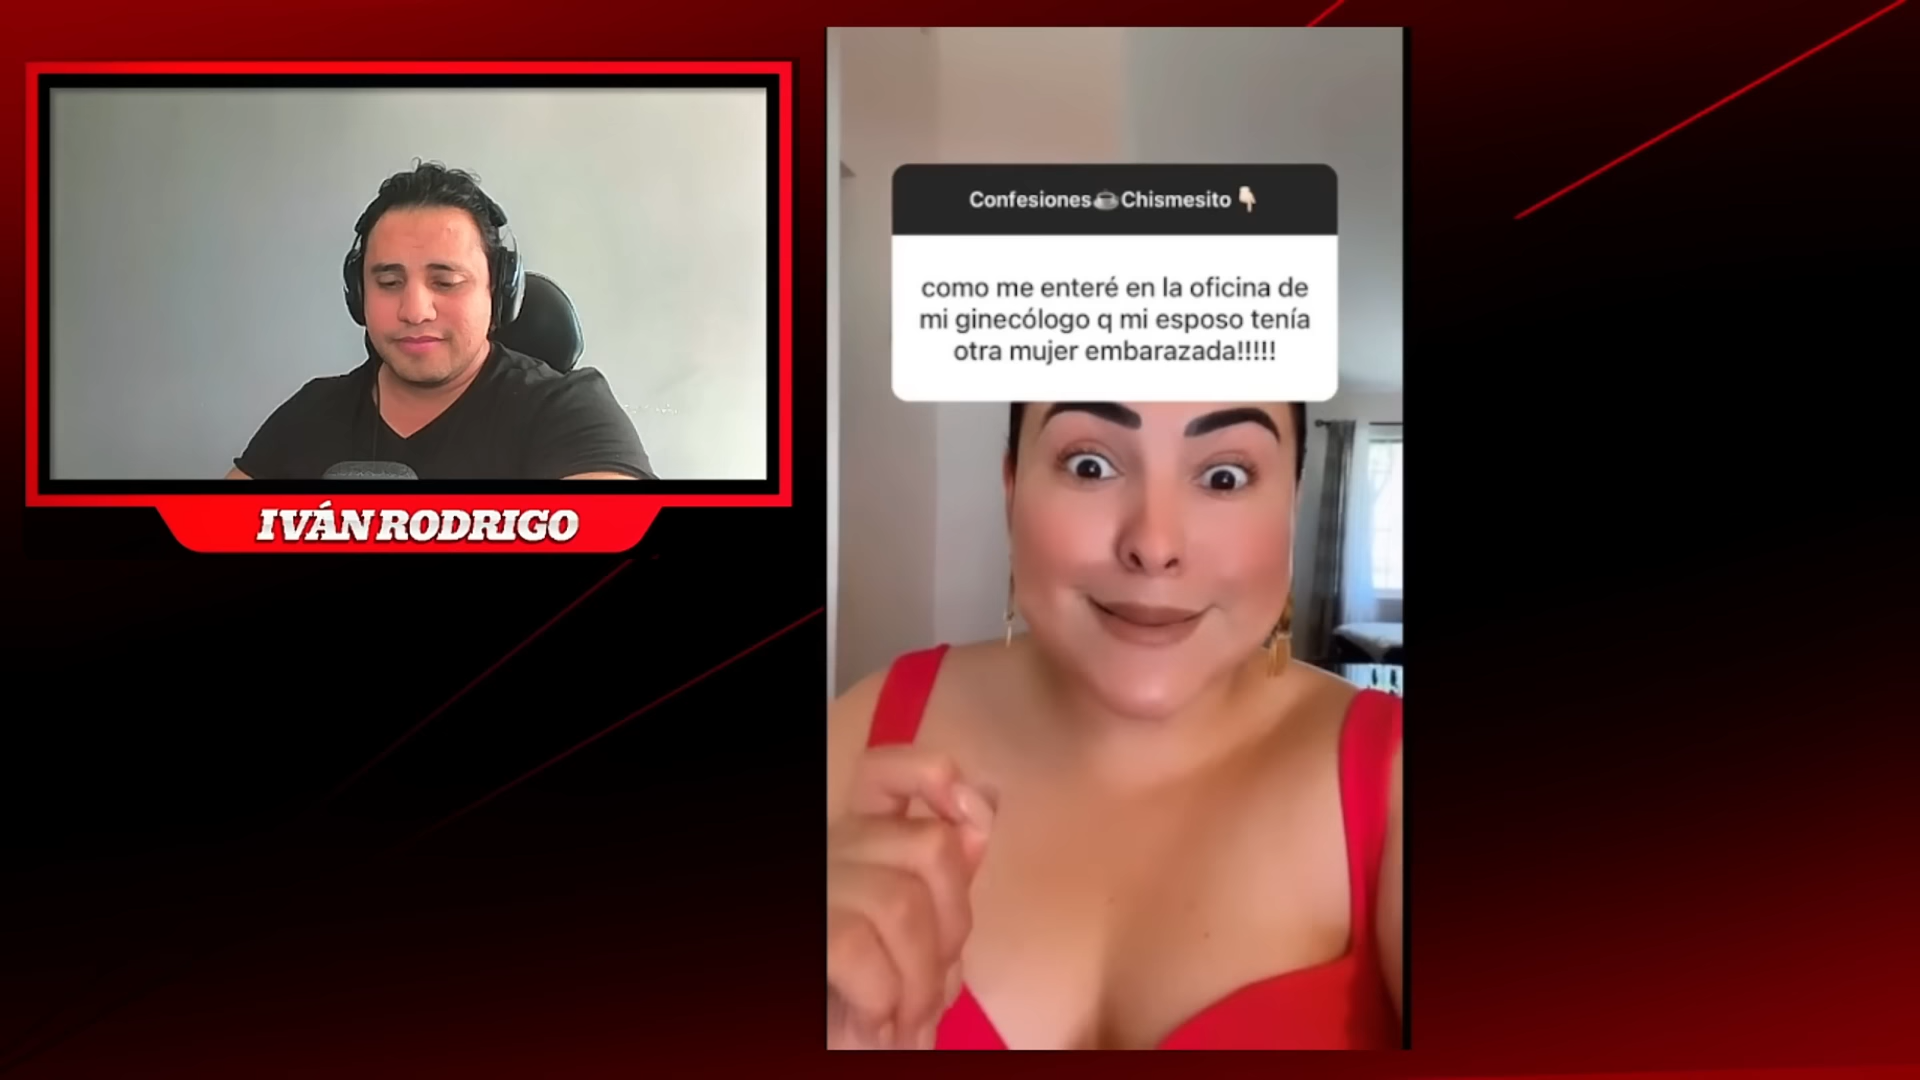 IVÁN RODRIGO
Confesiones☕Chismesito👇🏻
como me enteré en la oficina de
mi ginecólogo q mi esposo tenía
otra mujer embarazada!!!!!